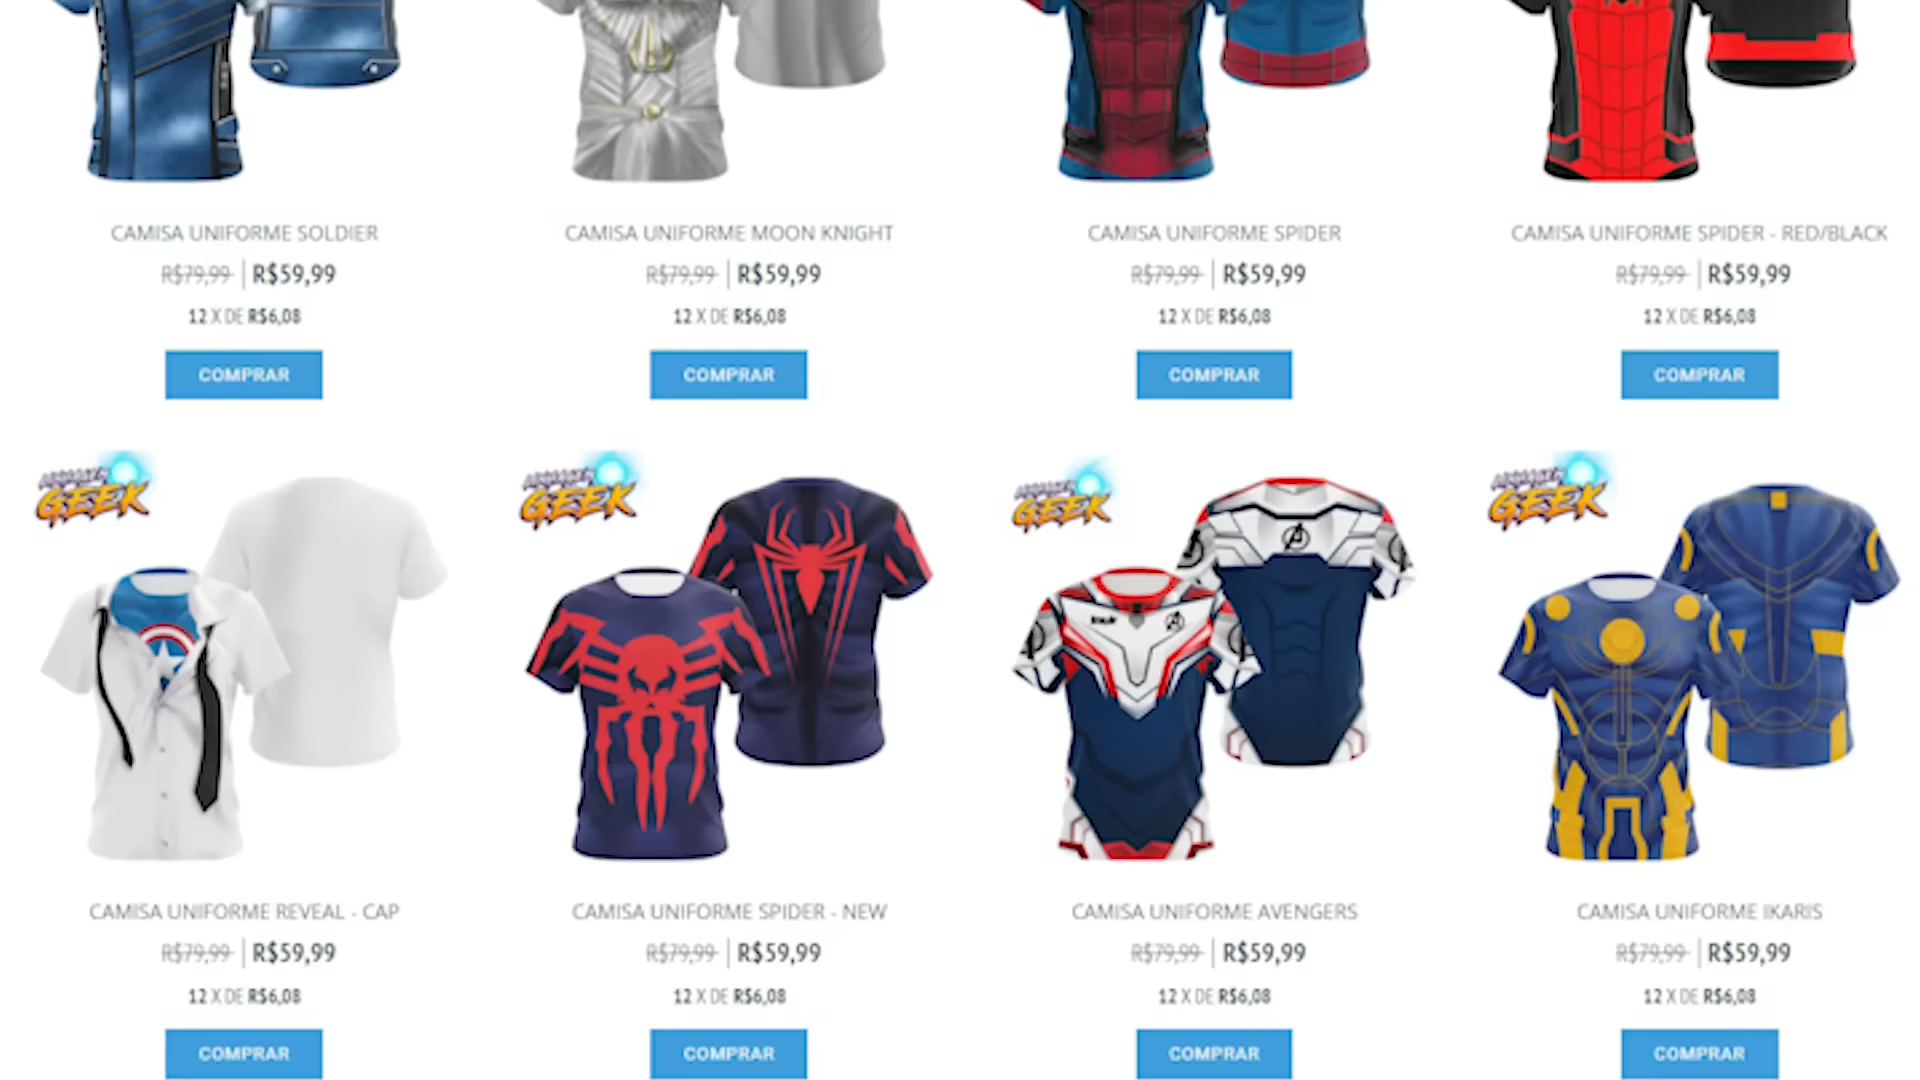 CAMISA UNIFORME SOLDIER
R$79,99 | R$59,99
12 X DE R$6,08
COMPRAR
CAMISA UNIFORME MOON KNIGHT
R$79,99 | R$59,99
12 X DE R$6,08
COMPRAR
CAMISA UNIFORME SPIDER
R$79,99 | R$59,99
12 X DE R$6,08
COMPRAR
CAMISA UNIFORME SPIDER - RED/BLACK
R$79,99 | R$59,99
12 X DE R$6,08
COMPRAR
GEEK
CAMISA UNIFORME REVEAL - CAP
R$79,99 | R$59,99
12 X DE R$6,08
COMPRAR
GEEK
CAMISA UNIFORME SPIDER - NEW
R$79,99 | R$59,99
12 X DE R$6,08
COMPRAR
GEEK
CAMISA UNIFORME AVENGERS
R$79,99 | R$59,99
12 X DE R$6,08
COMPRAR
GEEK
CAMISA UNIFORME IKARIS
R$79,99 | R$59,99
12 X DE R$6,08
COMPRAR